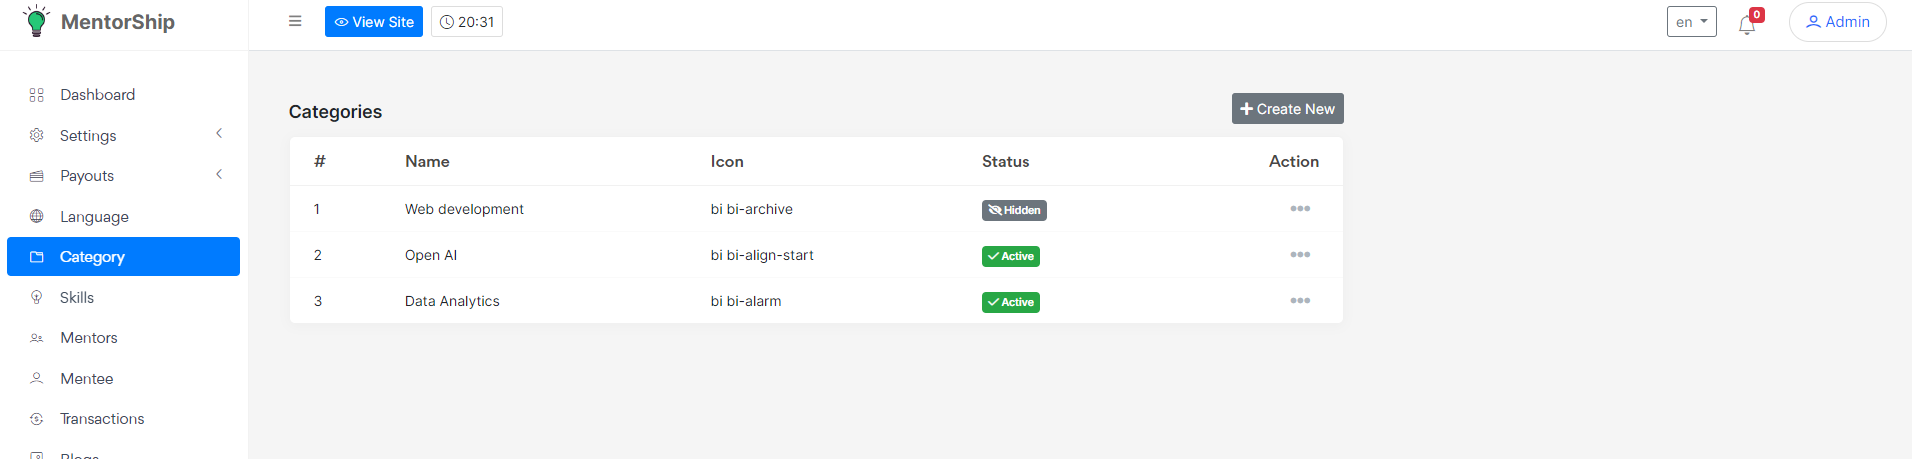 MentorShip
View Site
20:31
en
0
Admin
Dashboard
Settings
Payouts
Language
Category
Skills
Mentors
Mentee
Transactions
Blogs
Categories
Create New
# Name Icon Status Action
1 Web development bi bi-archive Hidden
2 Open AI bi bi-align-start Active
3 Data Analytics bi bi-alarm Active